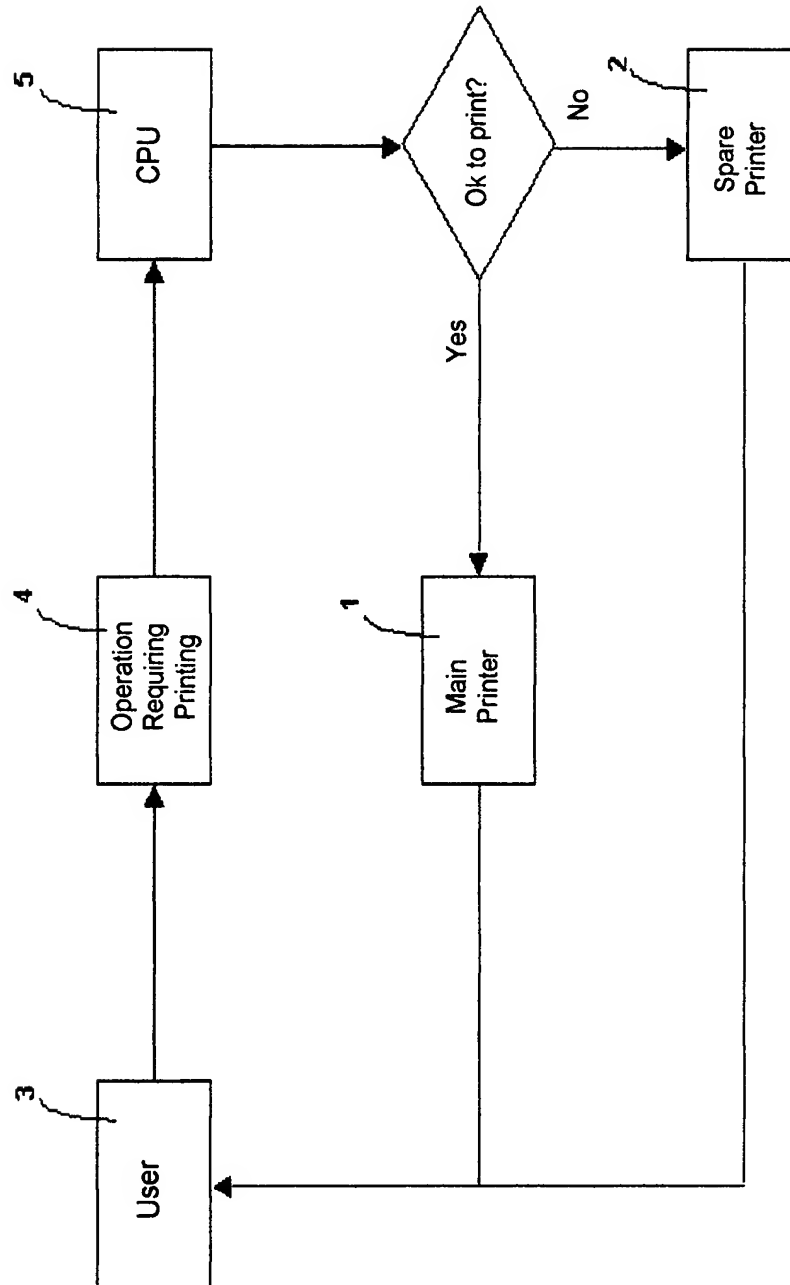 3
User
4
Operation
Requiring
Printing
5
CPU
Ok to print?
Yes
No
1
Main
Printer
2
Spare
Printer